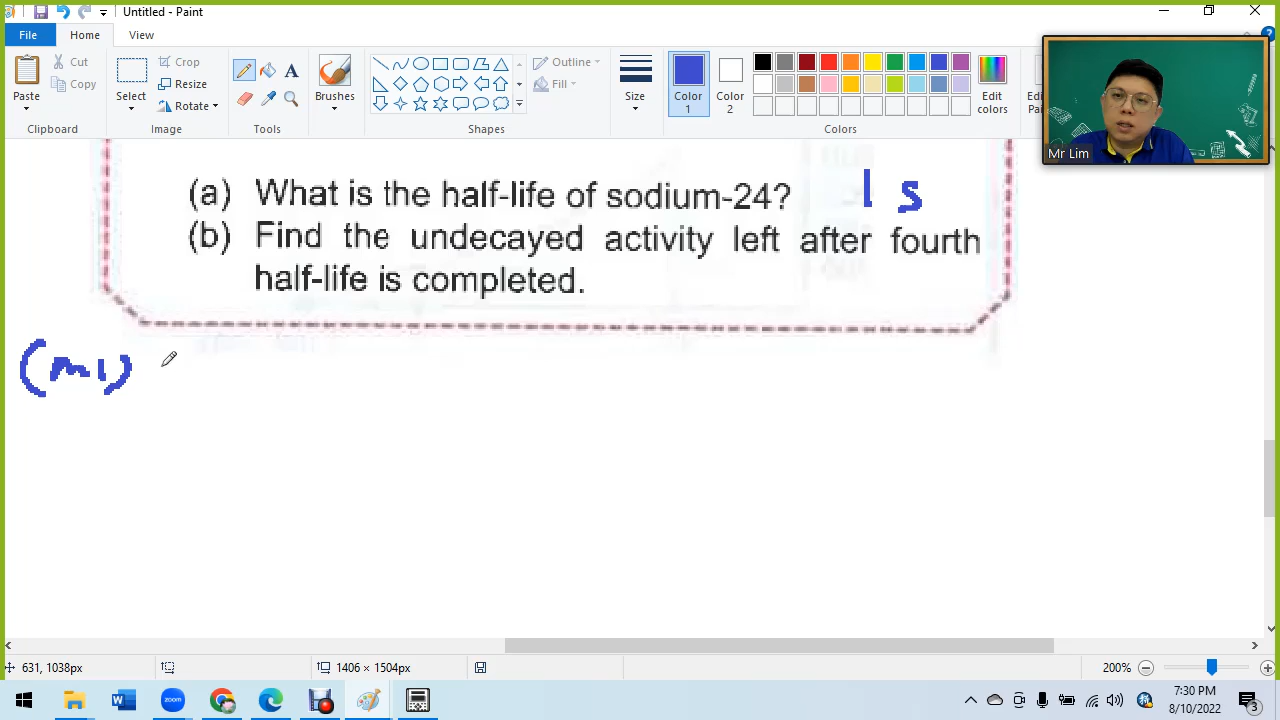 Untitled - Paint
File
Home
View
Paste
Cut
Copy
Clipboard
Select
Crop
Resize
Rotate
Image
A
Tools
Brushes
Shapes
Outline
Fill
Size
Color 1
Color 2
Edit colors
Colors
Edit
Mr Lim
(a) What is the half-life of sodium-24? 1 s
(b) Find the undecayed activity left after fourth
half-life is completed.
(m1)
631, 1038px
1406 × 1504px
200%
W
zoom
7:30 PM
8/10/2022
3